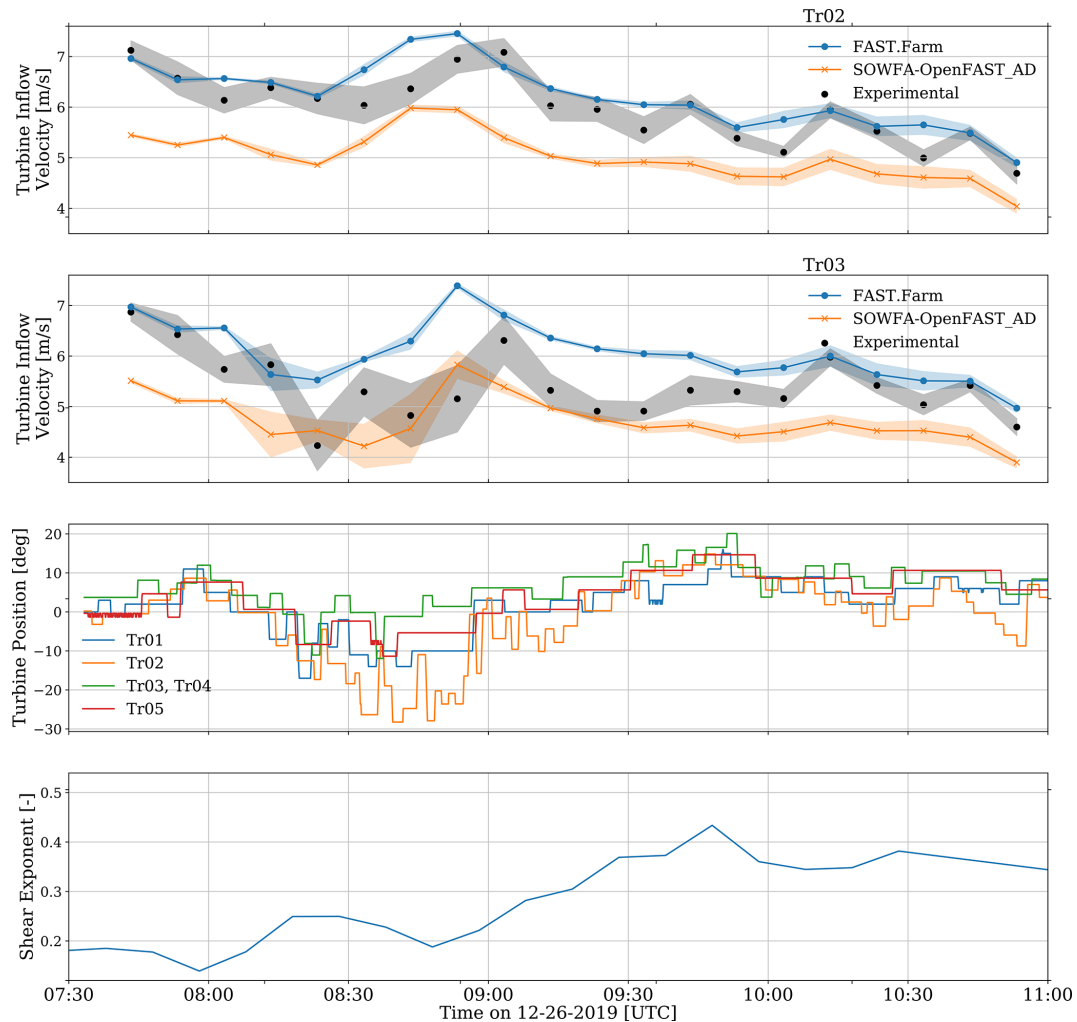 Tr02
7
6
5
4
Turbine Inflow
Velocity [m/s]
FAST.Farm
SOWFA-OpenFAST_AD
Experimental
Tr03
7
6
5
4
Turbine Inflow
Velocity [m/s]
FAST.Farm
SOWFA-OpenFAST_AD
Experimental
20
10
0
−10
−20
−30
Turbine Position [deg]
Tr01
Tr02
Tr03, Tr04
Tr05
0.5
0.4
0.3
0.2
Shear Exponent [-]
07:30 08:00 08:30 09:00 09:30 10:00 10:30 11:00
Time on 12-26-2019 [UTC]